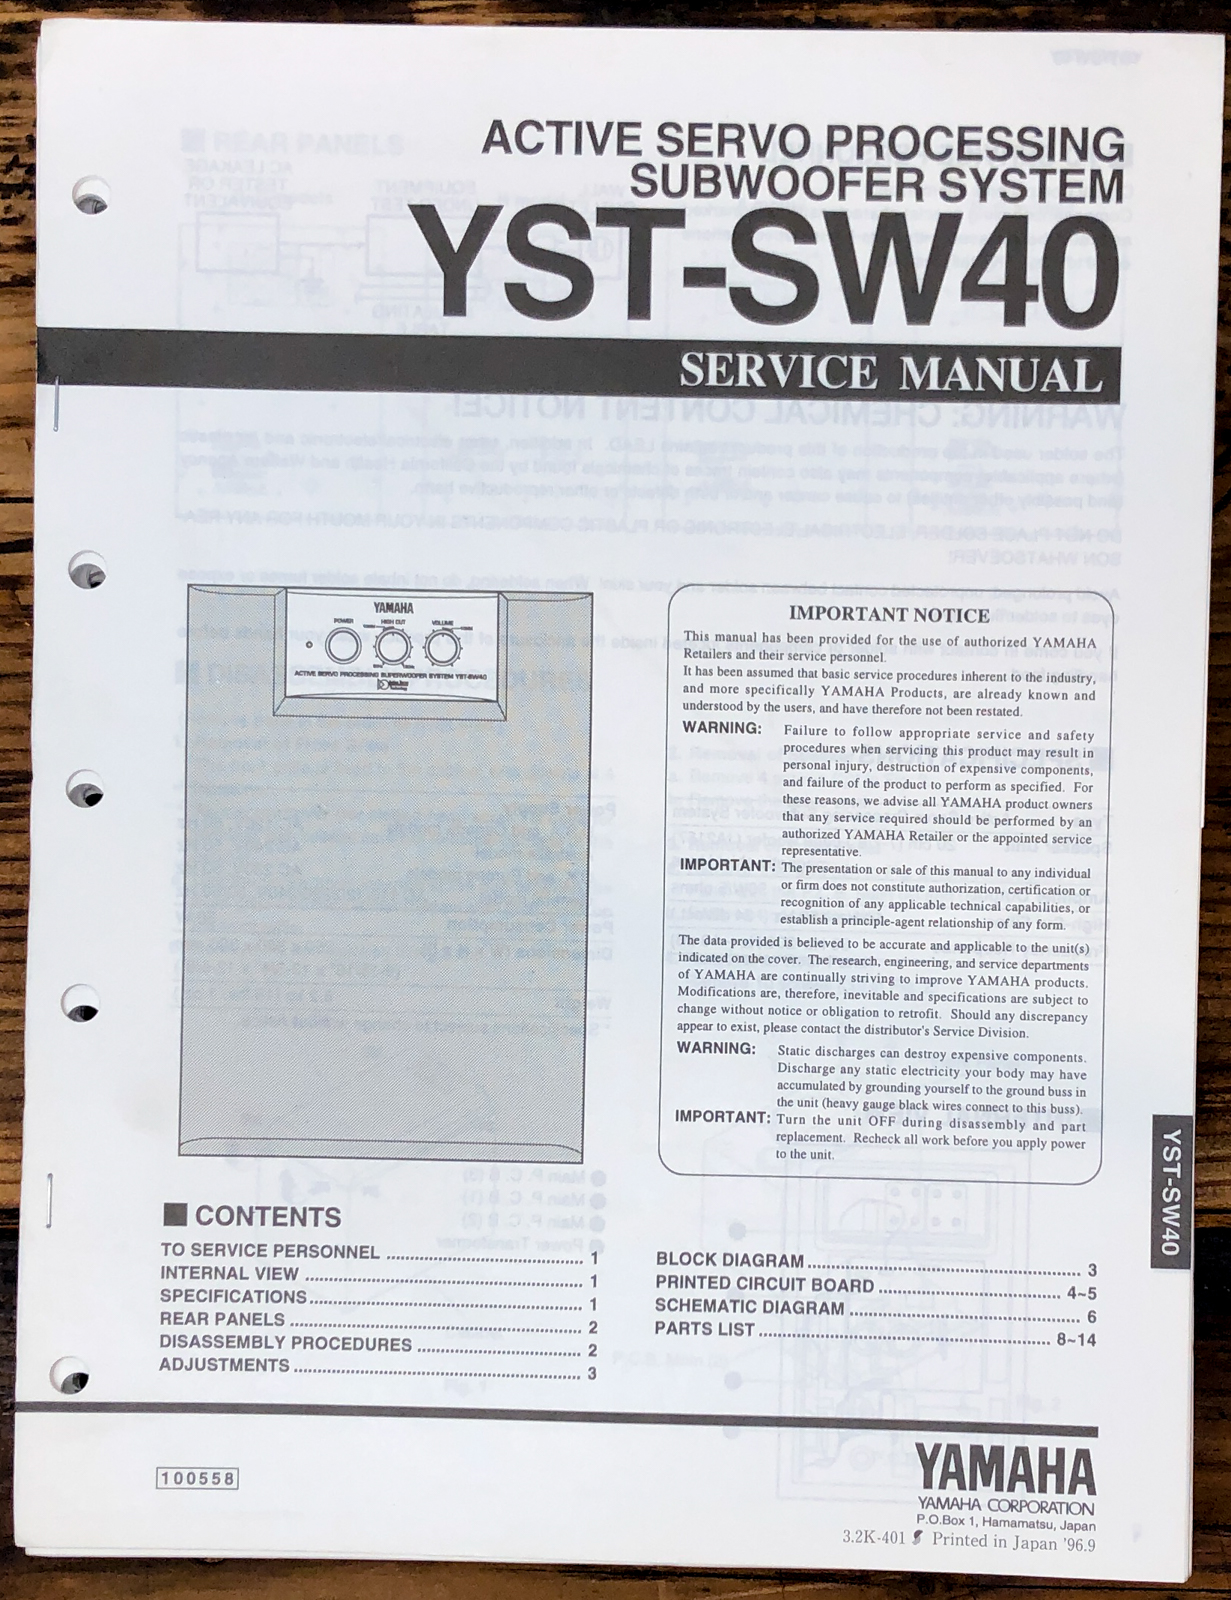 ACTIVE SERVO PROCESSING
SUBWOOFER SYSTEM
YST-SW40
SERVICE MANUAL
YAMAHA
POWER
HIGH CUT
VOLUME
ACTIVE SERVO PROCESSING SUPERWOOFER SYSTEM YST-SW40
IMPORTANT NOTICE
This manual has been provided for the use of authorized YAMAHA
Retailers and their service personnel.
It has been assumed that basic service procedures inherent to the industry,
and more specifically YAMAHA Products, are already known and
understood by the users, and have therefore not been restated.
WARNING: Failure to follow appropriate service and safety
procedures when servicing this product may result in
personal injury, destruction of expensive components,
and failure of the product to perform as specified. For
these reasons, we advise all YAMAHA product owners
that any service required should be performed by an
authorized YAMAHA Retailer or the appointed service
representative.
IMPORTANT: The presentation or sale of this manual to any individual
or firm does not constitute authorization, certification or
recognition of any applicable technical capabilities, or
establish a principle-agent relationship of any form.
The data provided is believed to be accurate and applicable to the unit(s)
indicated on the cover. The research, engineering, and service departments
of YAMAHA are continually striving to improve YAMAHA products.
Modifications are, therefore, inevitable and specifications are subject to
change without notice or obligation to retrofit. Should any discrepancy
appear to exist, please contact the distributor's Service Division.
WARNING: Static discharges can destroy expensive components.
Discharge any static electricity your body may have
accumulated by grounding yourself to the ground buss in
the unit (heavy gauge black wires connect to this buss).
IMPORTANT: Turn the unit OFF during disassembly and part
replacement. Recheck all work before you apply power
to the unit.
YST-SW40
■ CONTENTS
TO SERVICE PERSONNEL ........ 1
INTERNAL VIEW ........ 1
SPECIFICATIONS ........ 1
REAR PANELS ........ 2
DISASSEMBLY PROCEDURES ........ 2
ADJUSTMENTS ........ 3
BLOCK DIAGRAM ........ 3
PRINTED CIRCUIT BOARD ........ 4~5
SCHEMATIC DIAGRAM ........ 6
PARTS LIST ........ 8~14
100558
YAMAHA
YAMAHA CORPORATION
P.O.Box 1, Hamamatsu, Japan
3.2K-401 Printed in Japan '96.9